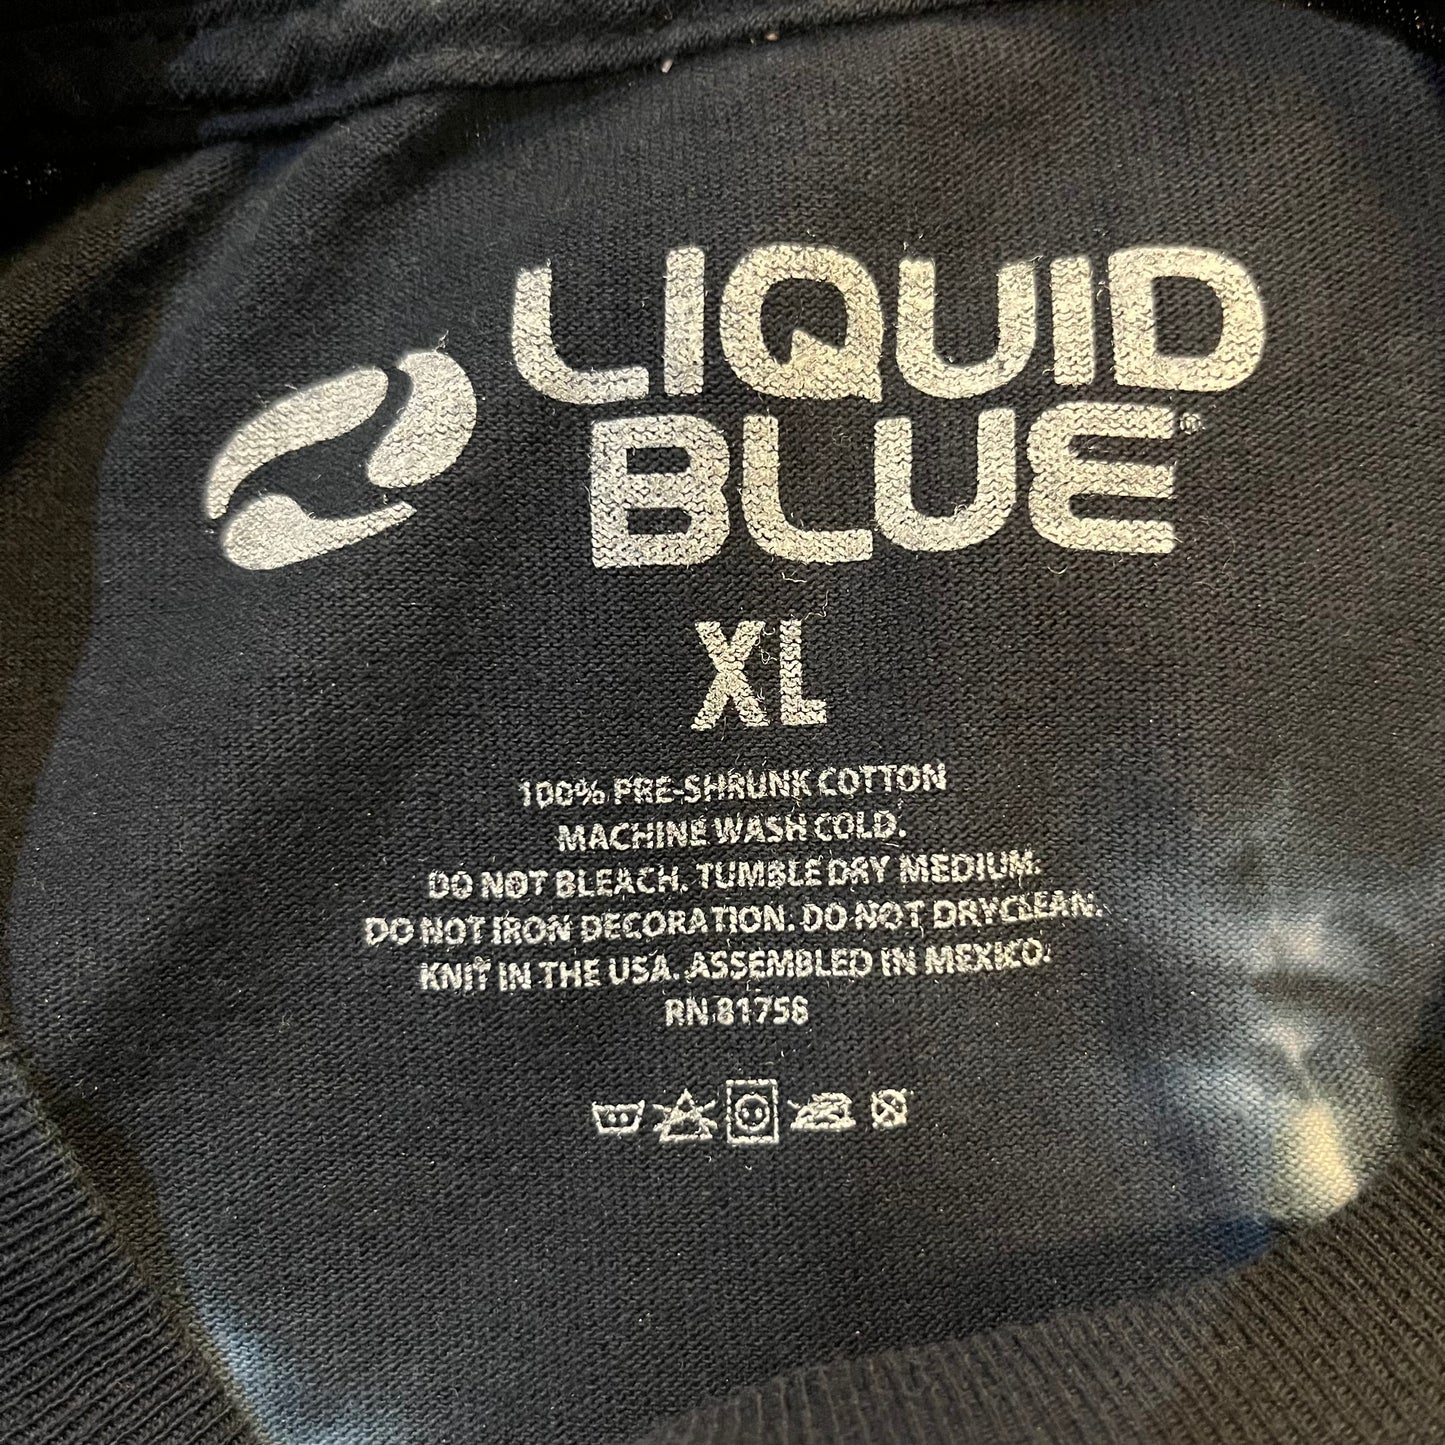 LIQUID
BLUE
XL
100% PRE-SHRUNK COTTON
MACHINE WASH COLD.
DO NOT BLEACH. TUMBLE DRY MEDIUM.
DO NOT IRON DECORATION. DO NOT DRYCLEAN.
KNIT IN THE USA. ASSEMBLED IN MEXICO.
RN 81758